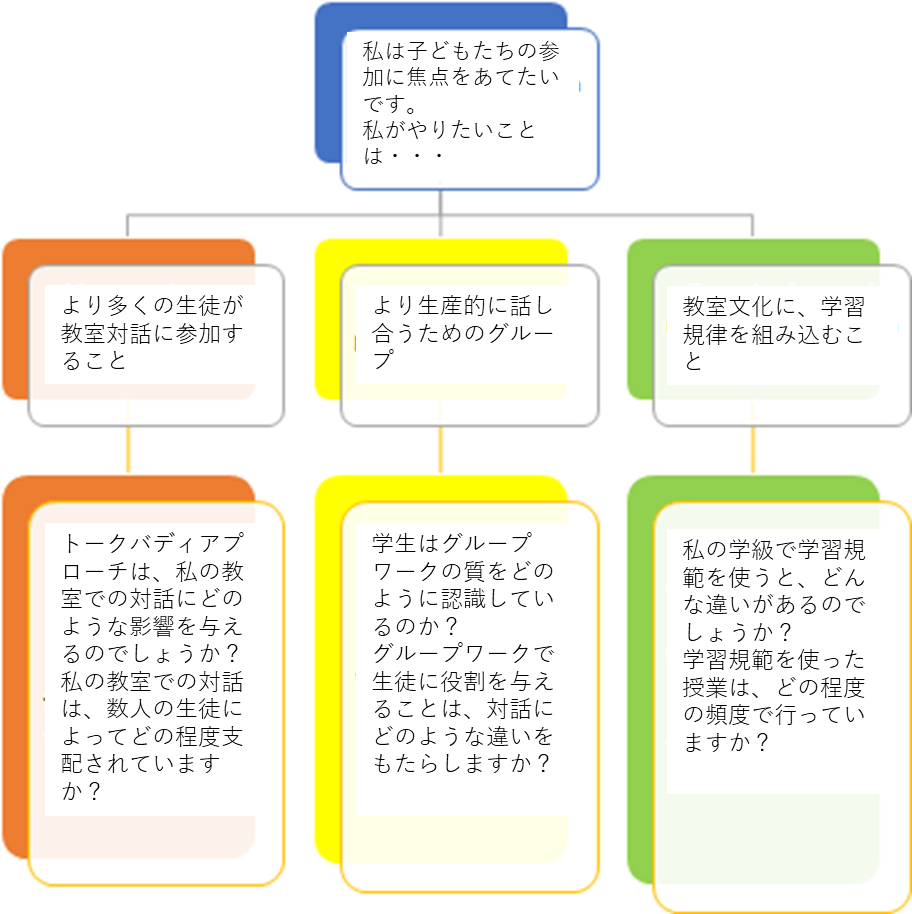 私は子どもたちの参
加に焦点をあてたい
です。
私がやりたいこと
は・・・
より多くの生徒が
教室対話に参加す
ること
より生産的に話し
合うためのグルー
プ
教室文化に、学習
規律を組み込むこ
と
トークバディアプ
ローチは、私の教
室での対話にどの
ような影響を与え
るのでしょうか？
私の教室での対話
は、数人の生徒に
よってどの程度支
配されています
か？
学生はグループ
ワークの質をどの
ように認識してい
るのか？
グループワークで
生徒に役割を与え
ることは、対話に
どのような違いを
もたらしますか？
私の学級で学習規
範を使うと、どん
な違いがあるので
しょうか？
学習規範を使った
授業は、どの程度
の頻度で行ってい
ますか？